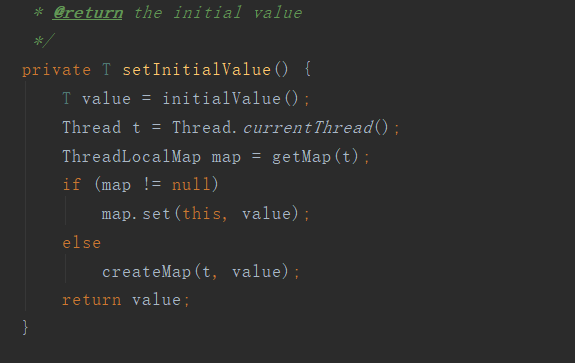 * @return the initial value
*/
private T setInitialValue() {
T value = initialValue();
Thread t = Thread.currentThread();
ThreadLocalMap map = getMap(t);
if (map != null)
map.set(this, value);
else
createMap(t, value);
return value;
}